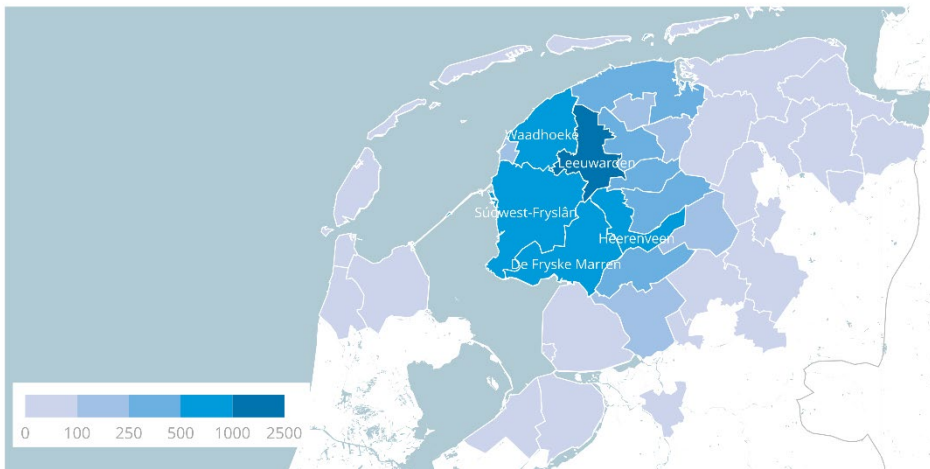 Waadhoeke
Leeuwarden
Súdwest-Fryslân
Heerenveen
De Fryske Marren
0 100 250 500 1000 2500